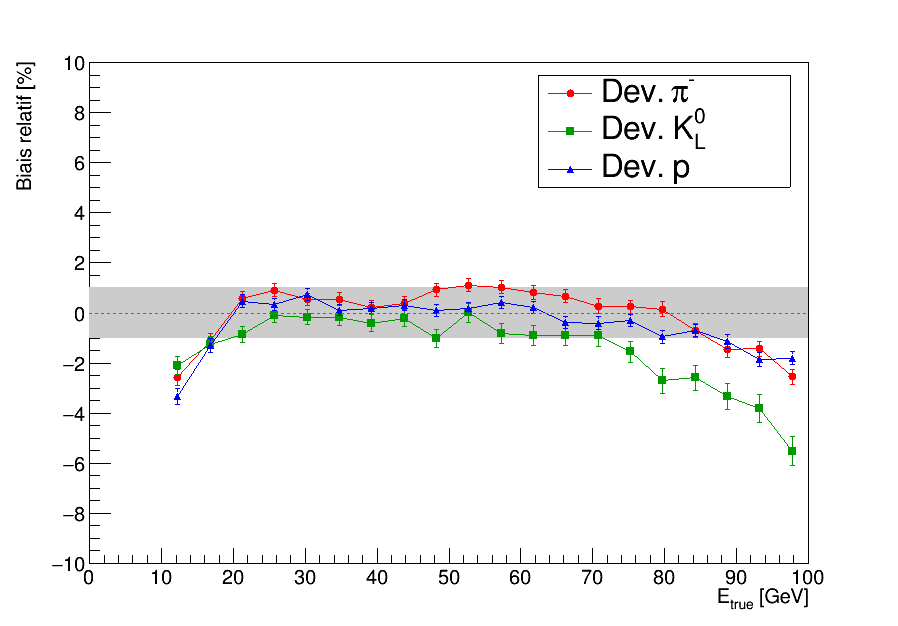 Biais relatif [%]
10
8
6
4
2
0
−2
−4
−6
−8
−10
Dev. π⁻
Dev. K⁰_L
Dev. p
0 10 20 30 40 50 60 70 80 90 100
E_true [GeV]